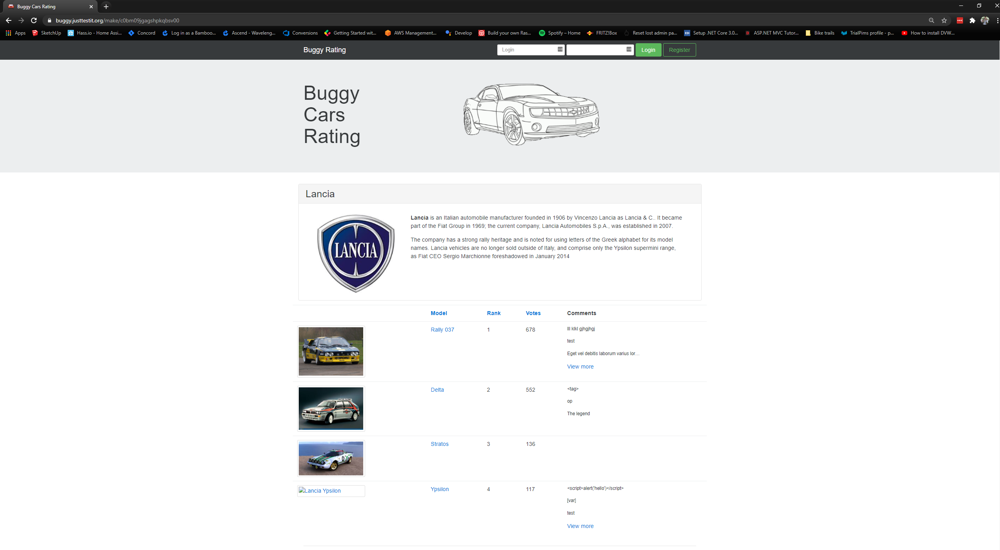 Buggy Cars Rating
buggy.justtestit.org/make/c0bm09jgagshpkqbsv00
Apps SketchUp Hass.io - Home Assi... Concord Log in as a Bamboo... Ascend - Waveleng... Conversions Getting Started wit... AWS Management... Develop Build your own Ras... Spotify – Home FRITZ!Box Reset lost admin pa... EDI Setup .NET Core 3.0... ASP.NET MVC Tutor... Bike trails TrialPims profile - p... How to install DVW...
Buggy Rating Login Login Register
Buggy
Cars
Rating
Lancia
LANCIA
Lancia is an Italian automobile manufacturer founded in 1906 by Vincenzo Lancia as Lancia & C.. It became
part of the Fiat Group in 1969; the current company, Lancia Automobiles S.p.A., was established in 2007.
The company has a strong rally heritage and is noted for using letters of the Greek alphabet for its model
names. Lancia vehicles are no longer sold outside of Italy, and comprise only the Ypsilon supermini range,
as Fiat CEO Sergio Marchionne foreshadowed in January 2014
Model Rank Votes Comments
Rally 037 1 678 lll klkl gjhgjhgj
test
Eget vel debitis laborum varius lor…
View more
Delta 2 552 <tag>
op
The legend
Stratos 3 136
Lancia Ypsilon Ypsilon 4 117 <script>alert('hello')</script>
[var]
test
View more